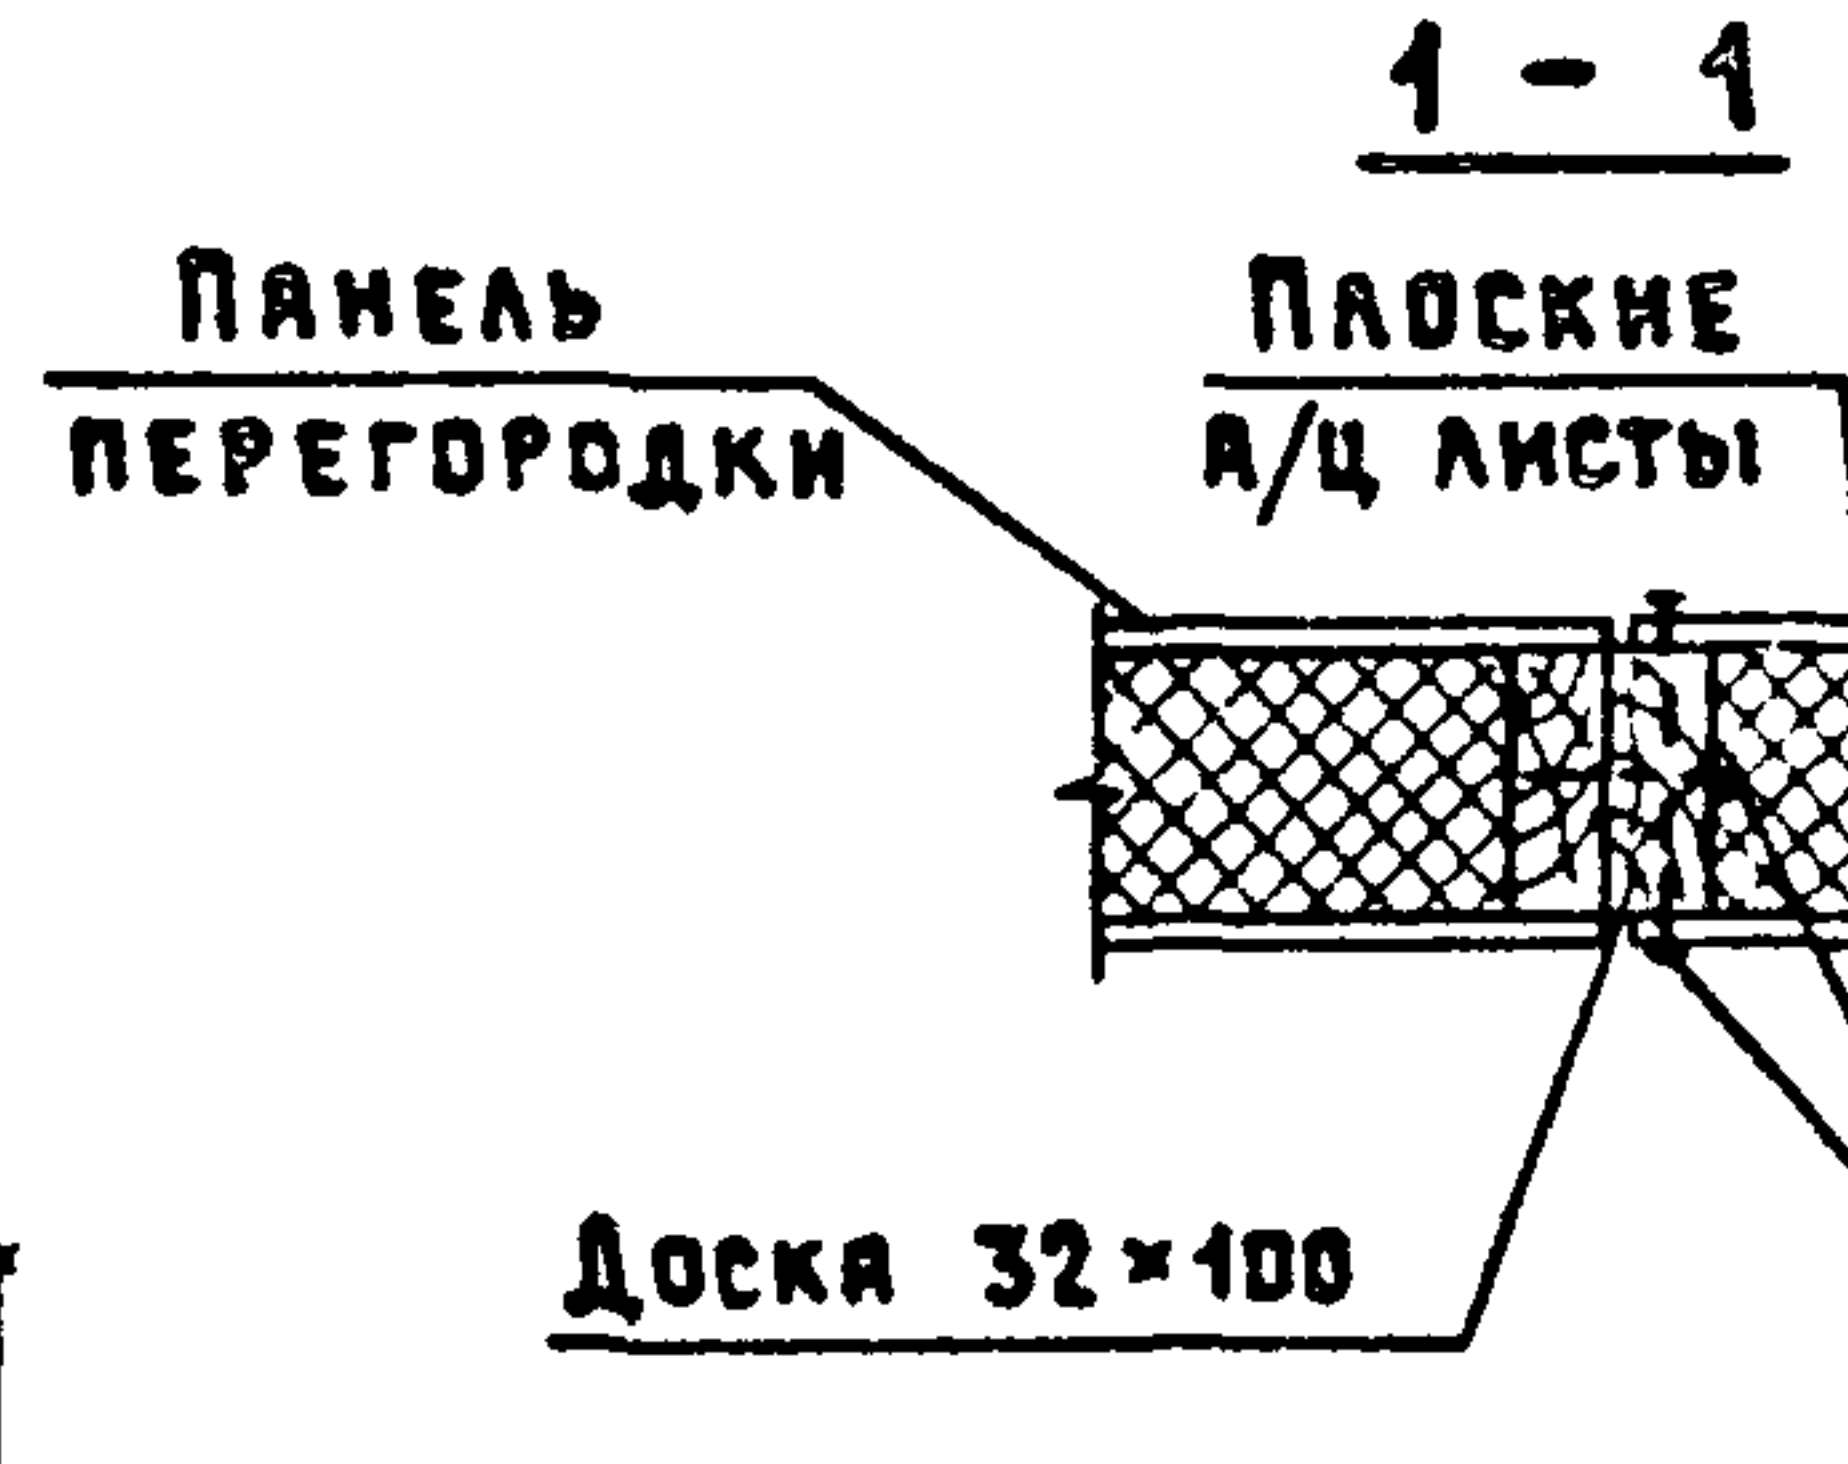 1 - 1
Панель
перегородки
Плоские
а/ц листы
Доска 32×100